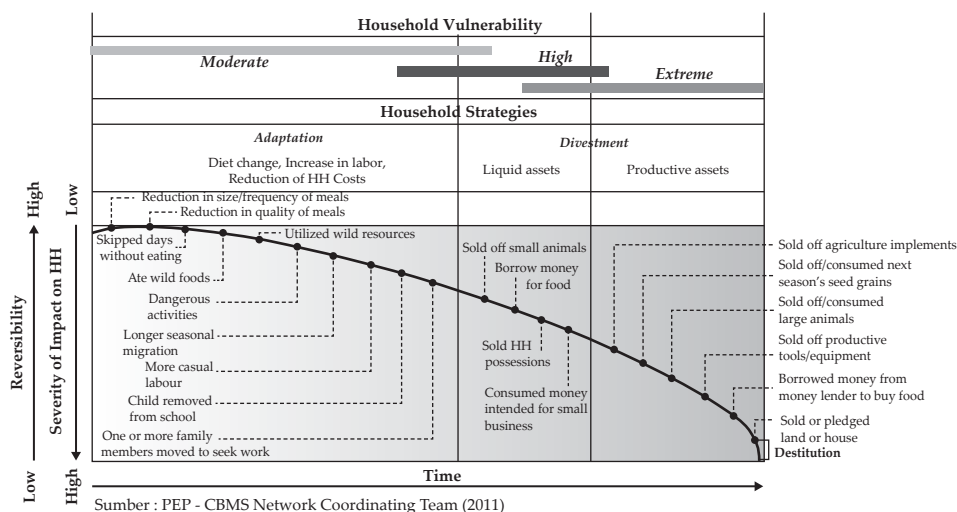 Household Vulnerability
Moderate
High
Extreme
Household Strategies
Adaptation
Divestment
Diet change, Increase in labor,
Reduction of HH Costs
Liquid assets
Productive assets
High
Low
Reversibility
Severity of Impact on HH
Low
High
Reduction in size/frequency of meals
Reduction in quality of meals
Skipped days
without eating
Utilized wild resources
Ate wild foods
Dangerous
activities
Longer seasonal
migration
More casual
labour
Child removed
from school
One or more family
members moved to seek work
Sold off small animals
Borrow money
for food
Sold HH
possessions
Consumed money
intended for small
business
Sold off agriculture implements
Sold off/consumed next
season's seed grains
Sold off/consumed
large animals
Sold off productive
tools/equipment
Borrowed money from
money lender to buy food
Sold or pledged
land or house
Destitution
Time
Sumber : PEP - CBMS Network Coordinating Team (2011)